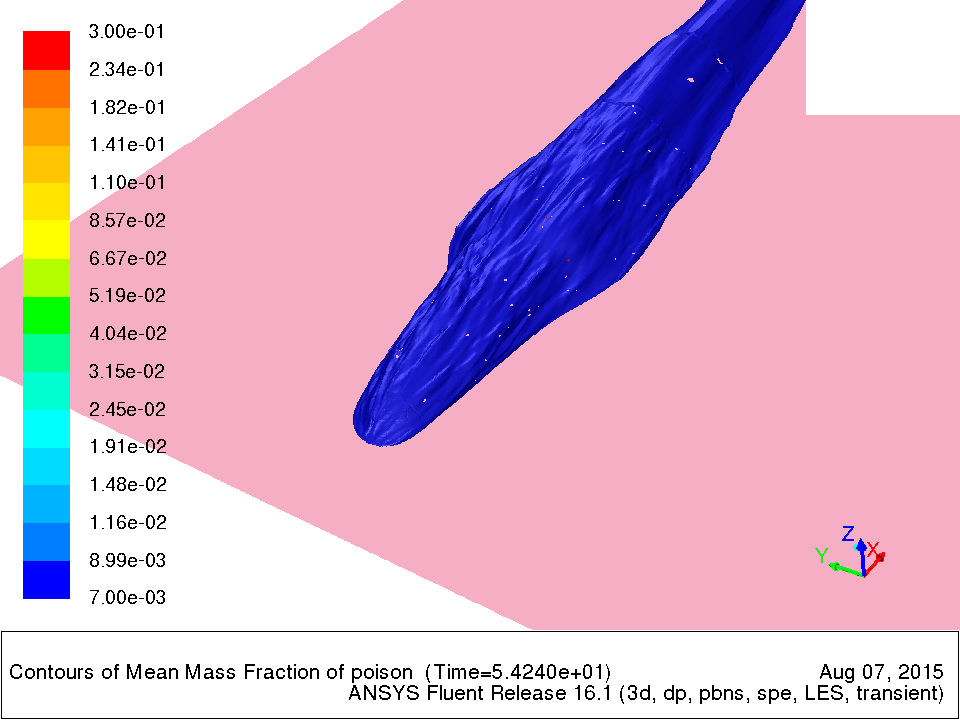 3.00e-01
2.34e-01
1.82e-01
1.41e-01
1.10e-01
8.57e-02
6.67e-02
5.19e-02
4.04e-02
3.15e-02
2.45e-02
1.91e-02
1.48e-02
1.16e-02
8.99e-03
7.00e-03
Z
Y X
Contours of Mean Mass Fraction of poison (Time=5.4240e+01) Aug 07, 2015
ANSYS Fluent Release 16.1 (3d, dp, pbns, spe, LES, transient)